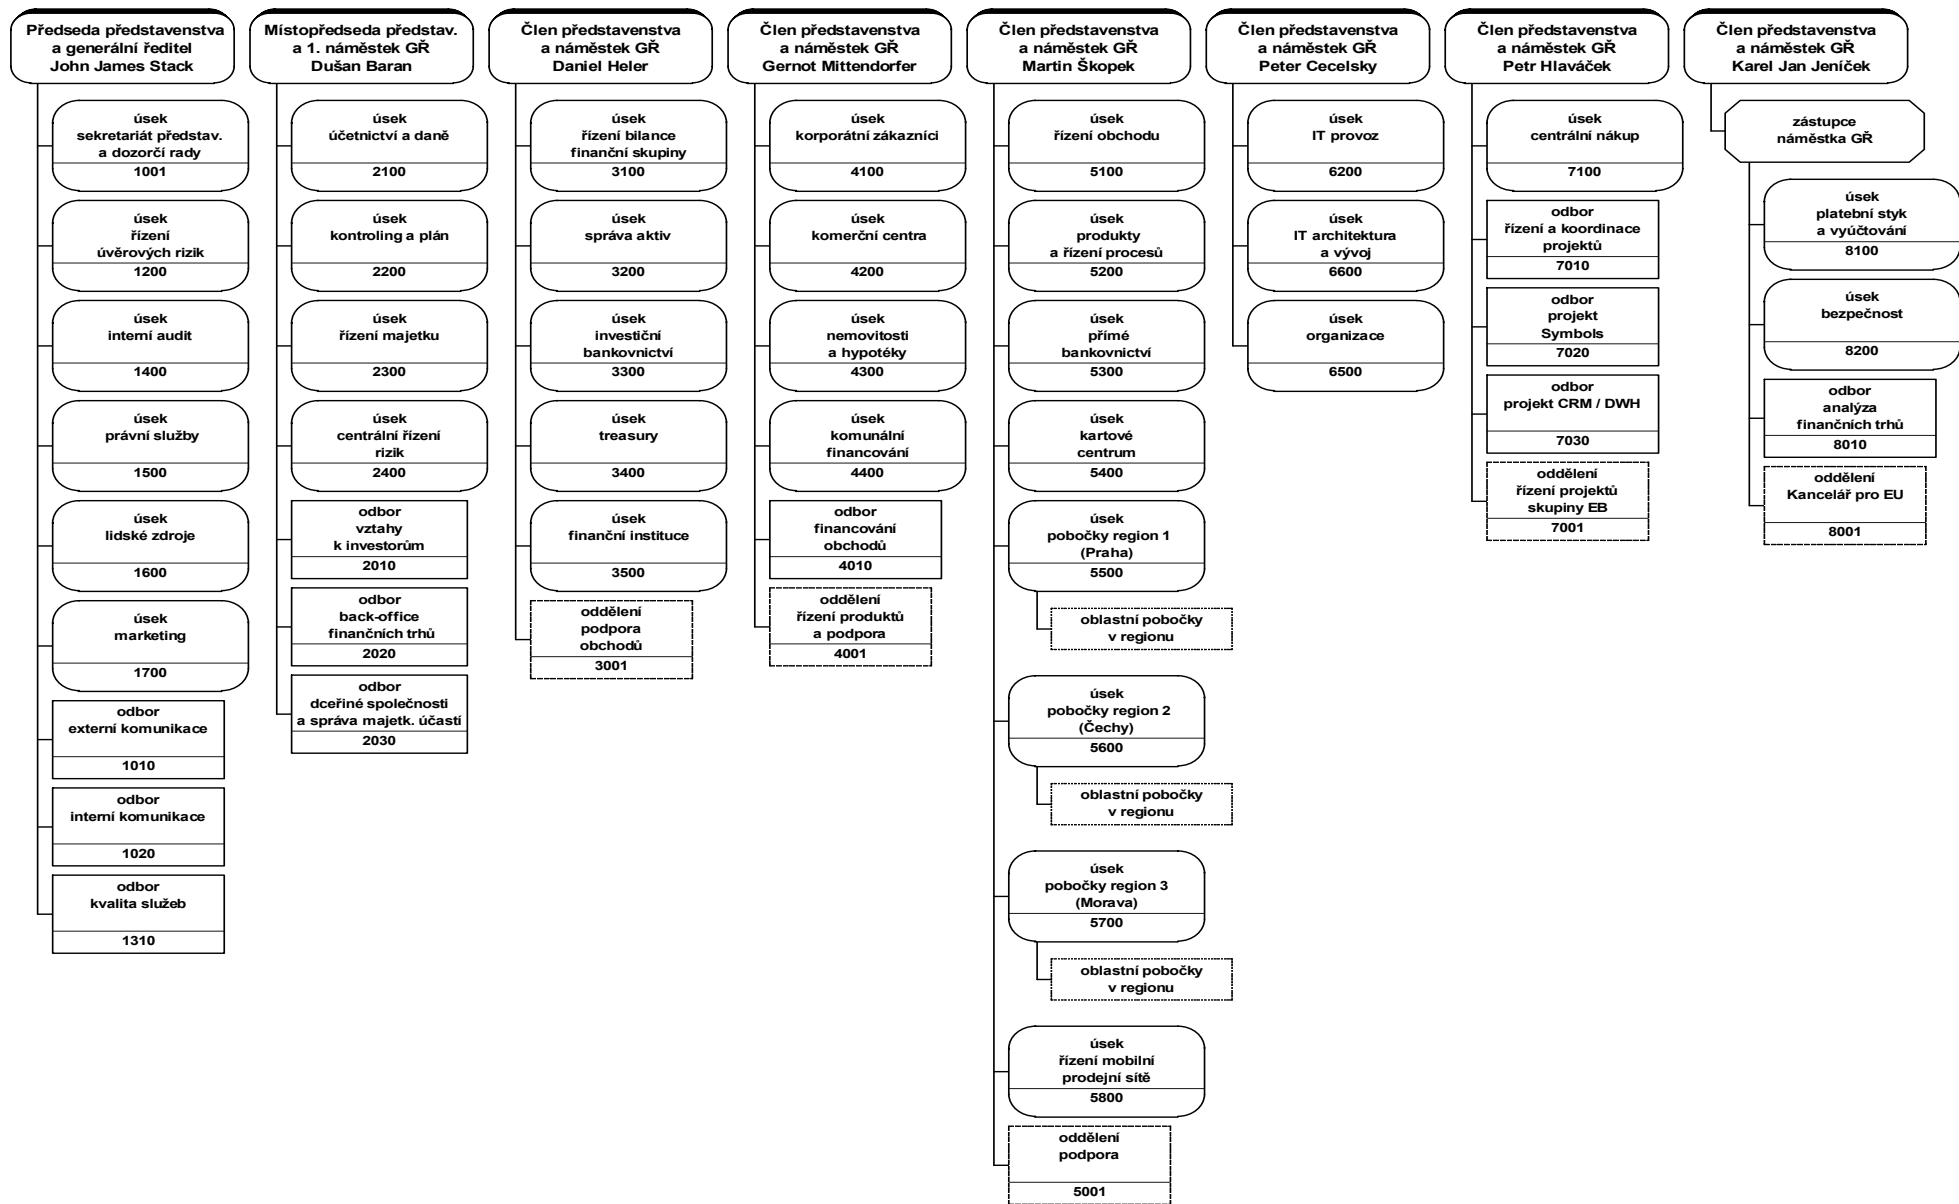 Předseda představenstva
a generální ředitel
John James Stack
úsek
sekretariát představ.
a dozorčí rady
1001
úsek
řízení
úvěrových rizik
1200
úsek
interní audit
1400
úsek
právní služby
1500
úsek
lidské zdroje
1600
úsek
marketing
1700
odbor
externí komunikace
1010
odbor
interní komunikace
1020
odbor
kvalita služeb
1310
Místopředseda představ.
a 1. náměstek GŘ
Dušan Baran
úsek
účetnictví a daně
2100
úsek
kontroling a plán
2200
úsek
řízení majetku
2300
úsek
centrální řízení
rizik
2400
odbor
vztahy
k investorům
2010
odbor
back-office
finančních trhů
2020
odbor
dceřiné společnosti
a správa majetk. účastí
2030
Člen představenstva
a náměstek GŘ
Daniel Heler
úsek
řízení bilance
finanční skupiny
3100
úsek
správa aktiv
3200
úsek
investiční
bankovnictví
3300
úsek
treasury
3400
úsek
finanční instituce
3500
oddělení
podpora
obchodů
3001
Člen představenstva
a náměstek GŘ
Gernot Mittendorfer
úsek
korporátní zákazníci
4100
úsek
komerční centra
4200
úsek
nemovitosti
a hypotéky
4300
úsek
komunální
financování
4400
odbor
financování
obchodů
4010
oddělení
řízení produktů
a podpora
4001
Člen představenstva
a náměstek GŘ
Martin Škopek
úsek
řízení obchodu
5100
úsek
produkty
a řízení procesů
5200
úsek
přímé
bankovnictví
5300
úsek
kartové
centrum
5400
úsek
pobočky region 1
(Praha)
5500
oblastní pobočky
v regionu
úsek
pobočky region 2
(Čechy)
5600
oblastní pobočky
v regionu
úsek
pobočky region 3
(Morava)
5700
oblastní pobočky
v regionu
úsek
řízení mobilní
prodejní sítě
5800
oddělení
podpora
5001
Člen představenstva
a náměstek GŘ
Peter Cecelsky
úsek
IT provoz
6200
úsek
IT architektura
a vývoj
6600
úsek
organizace
6500
Člen představenstva
a náměstek GŘ
Petr Hlaváček
úsek
centrální nákup
7100
odbor
řízení a koordinace
projektů
7010
odbor
projekt
Symbols
7020
odbor
projekt CRM / DWH
7030
oddělení
řízení projektů
skupiny EB
7001
Člen představenstva
a náměstek GŘ
Karel Jan Jeníček
zástupce
náměstka GŘ
úsek
platební styk
a vyúčtování
8100
úsek
bezpečnost
8200
odbor
analýza
finančních trhů
8010
oddělení
Kancelář pro EU
8001